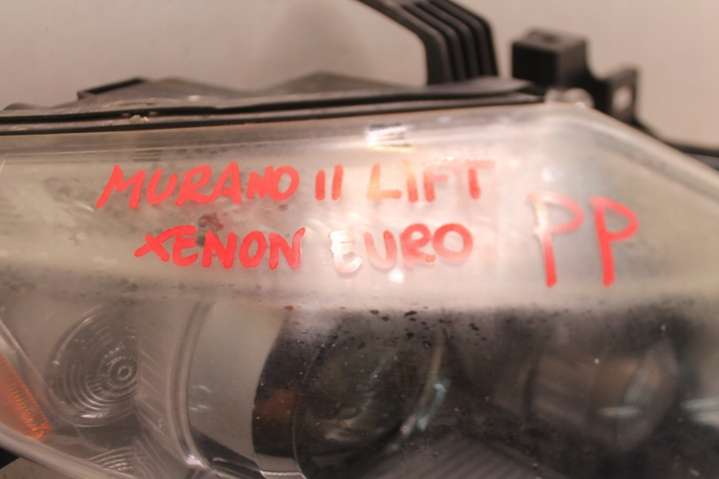 MURANO II LIFT
XENON EURO PP